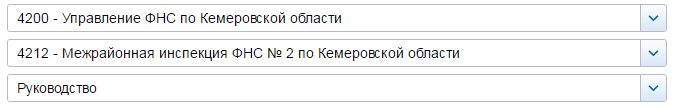 4200 - Управление ФНС по Кемеровской области
4212 - Межрайонная инспекция ФНС № 2 по Кемеровской области
Руководство